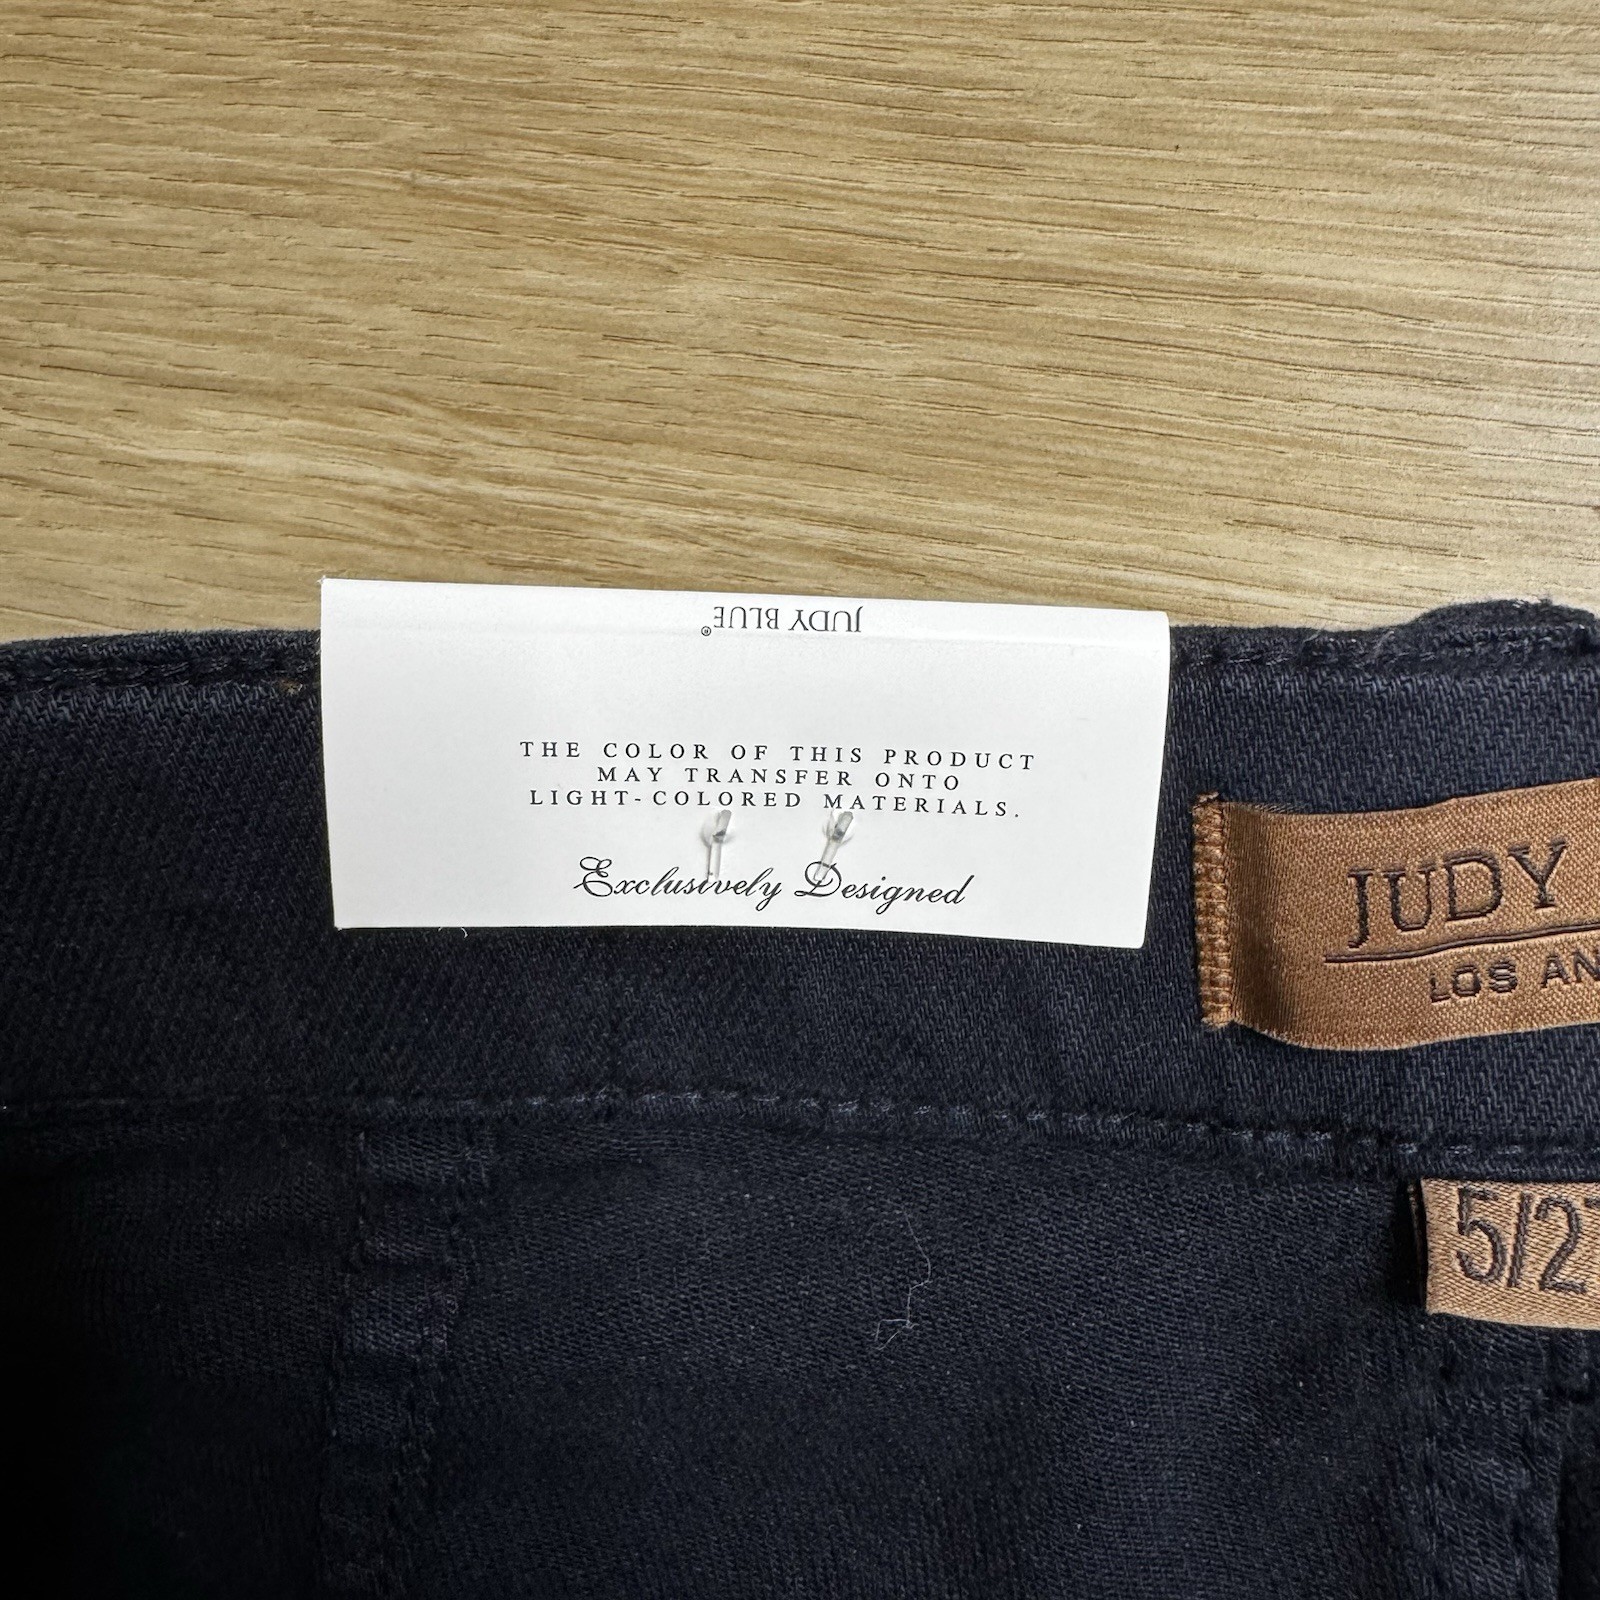 JUDY BLUE®
THE COLOR OF THIS PRODUCT
MAY TRANSFER ONTO
LIGHT-COLORED MATERIALS.
Exclusively Designed
JUDY
LOS AN
5/27